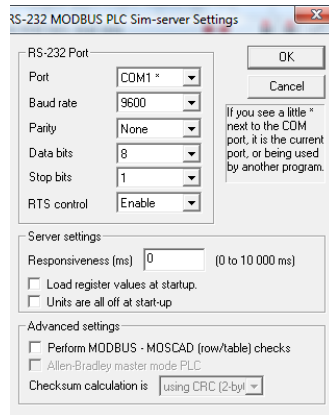 RS-232 MODBUS PLC Sim-server Settings
RS-232 Port
Port COM1 *
Baud rate 9600
Parity None
Data bits 8
Stop bits 1
RTS control Enable
OK
Cancel
If you see a little *
next to the COM
port, it is the current
port, or being used
by another program.
Server settings
Responsiveness (ms) 0 (0 to 10 000 ms)
Load register values at startup.
Units are all off at start-up
Advanced settings
Perform MODBUS - MOSCAD (row/table) checks
Allen-Bradley master mode PLC
Checksum calculation is using CRC (2-byt